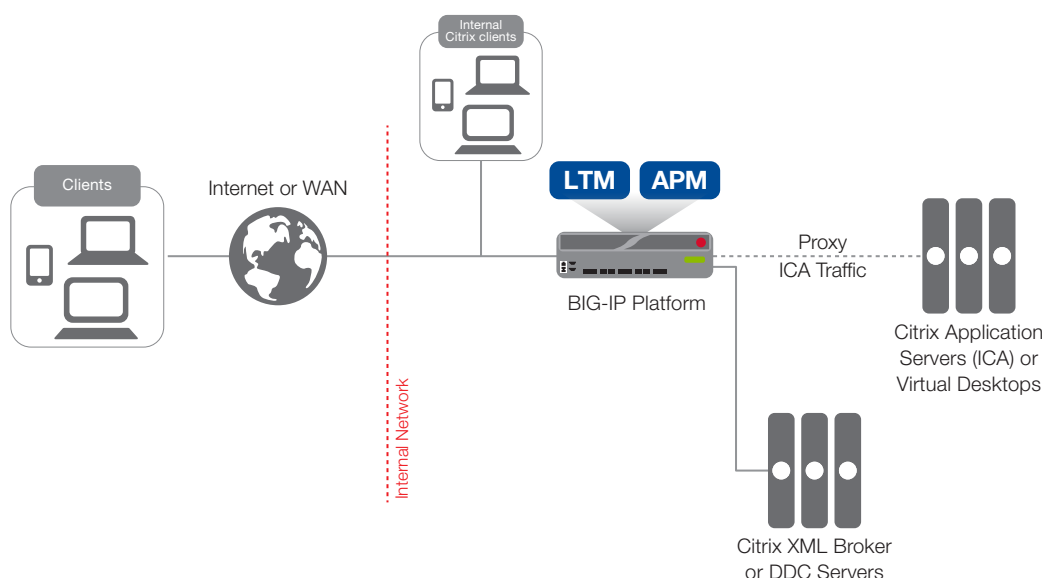 Internal
Citrix clients
Clients
Internet or WAN
LTM
APM
Proxy
ICA Traffic
BIG-IP Platform
Citrix Application
Servers (ICA) or
Virtual Desktops
Internal Network
Citrix XML Broker
or DDC Servers